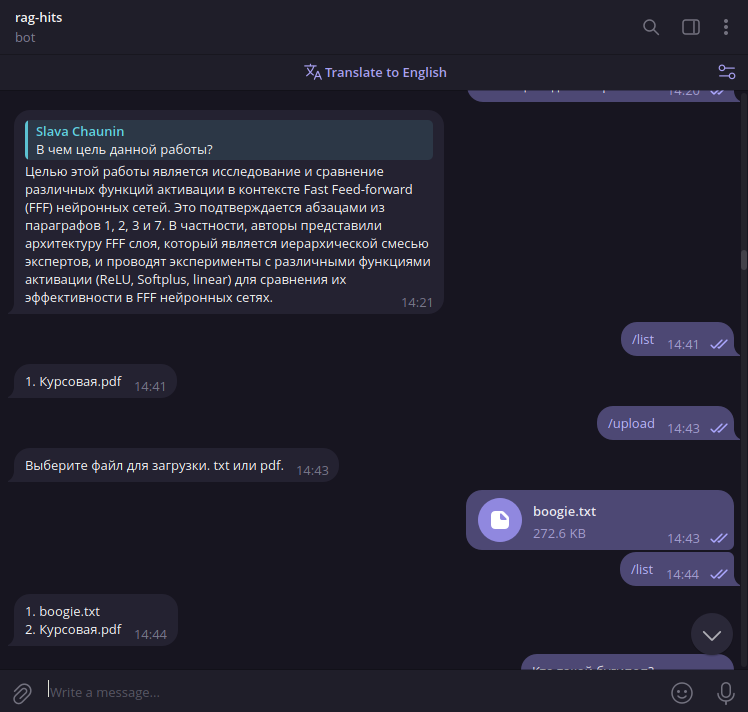 rag-hits
bot
Translate to English
14:20
Slava Chaunin
В чем цель данной работы?
Целью этой работы является исследование и сравнение
различных функций активации в контексте Fast Feed-forward
(FFF) нейронных сетей. Это подтверждается абзацами из
параграфов 1, 2, 3 и 7. В частности, авторы представили
архитектуру FFF слоя, который является иерархической смесью
экспертов, и проводят эксперименты с различными функциями
активации (ReLU, Softplus, linear) для сравнения их
эффективности в FFF нейронных сетях.
14:21
/list 14:41
1. Курсовая.pdf 14:41
/upload 14:43
Выберите файл для загрузки. txt или pdf. 14:43
boogie.txt
272.6 KB 14:43
/list 14:44
1. boogie.txt
2. Курсовая.pdf 14:44
Кто такой
Write a message...